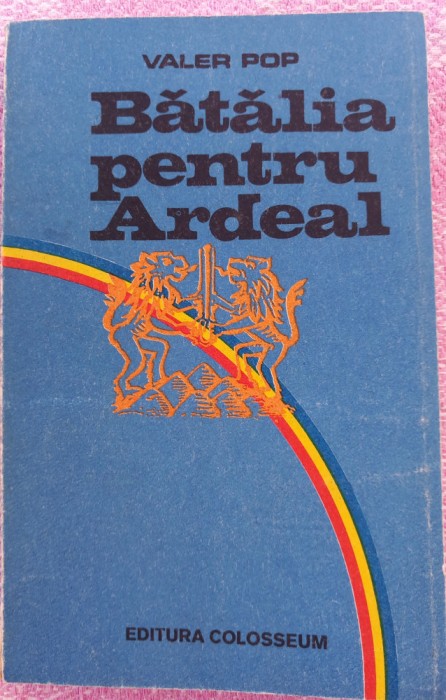 VALER POP
Bătălia
pentru
Ardeal
EDITURA COLOSSEUM